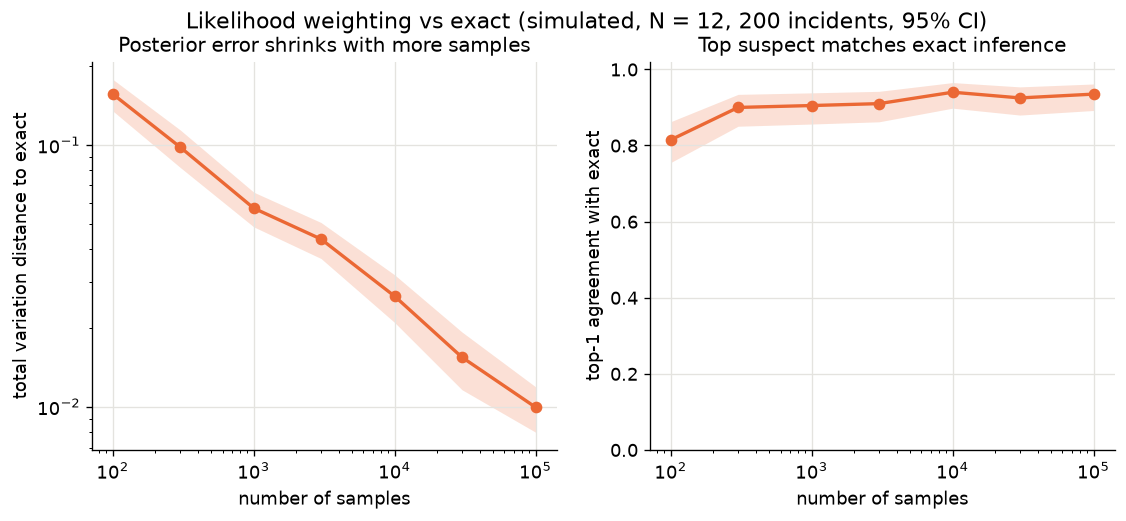 Likelihood weighting vs exact (simulated, N = 12, 200 incidents, 95% CI)
Posterior error shrinks with more samples
total variation distance to exact
10⁻¹
10⁻²
10²
10³
10⁴
10⁵
number of samples
Top suspect matches exact inference
top-1 agreement with exact
1.0
0.8
0.6
0.4
0.2
0.0
10²
10³
10⁴
10⁵
number of samples